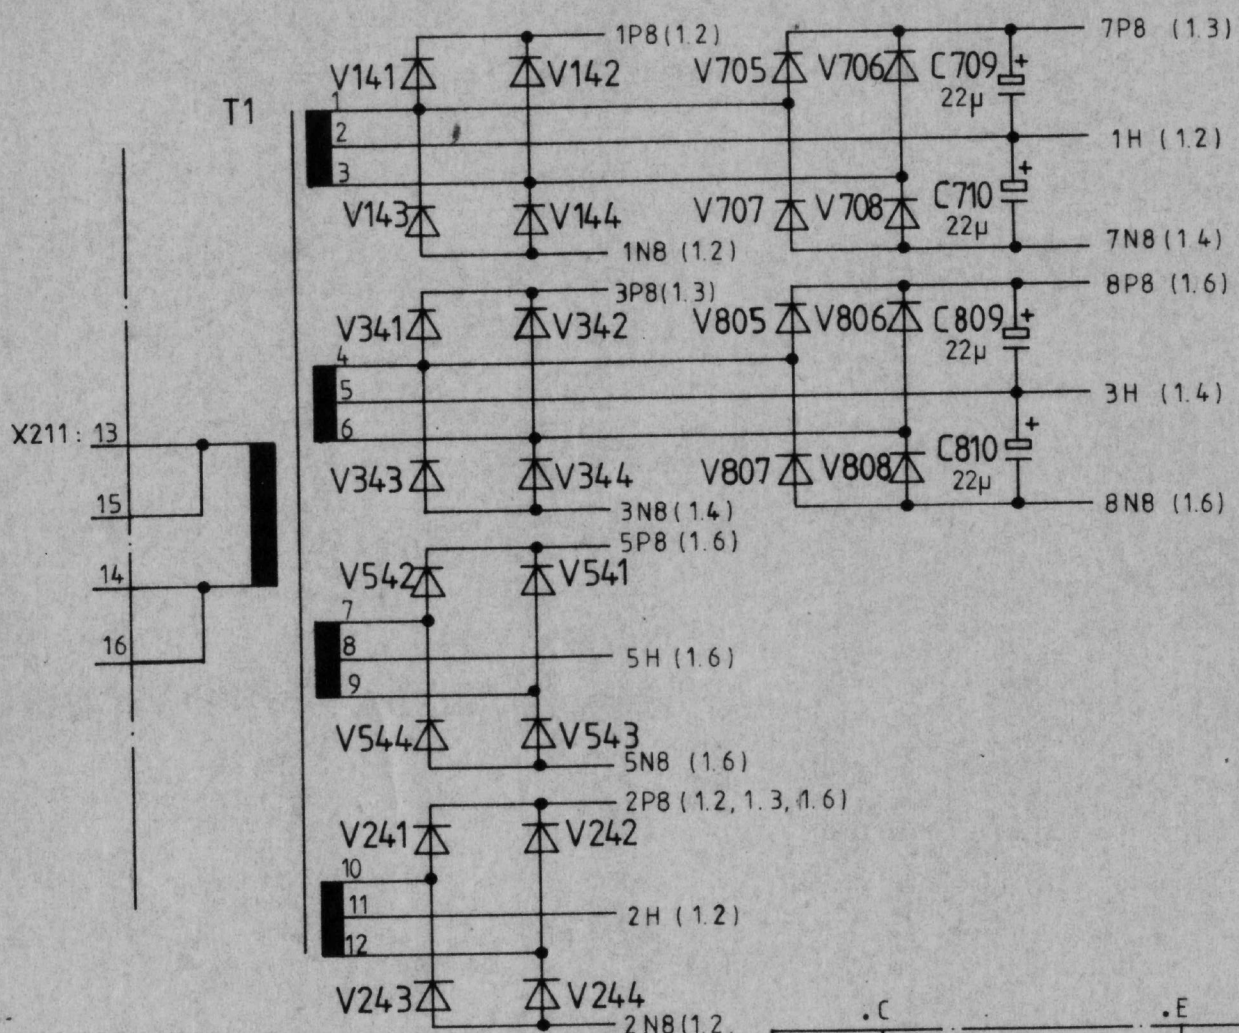 1P8(1.2)
7P8 (1.3)
V141
V142
V705
V706
C709
+
22µ
T1
1
2
3
1H (1.2)
+
V143
V144
V707
V708
C710
22µ
1N8 (1.2)
7N8 (1.4)
3P8(1.3)
8P8 (1.6)
V341
V342
V805
V806
C809
+
22µ
4
5
6
3H (1.4)
X211: 13
+
V343
V344
V807
V808
C810
22µ
15
3N8(1.4)
8N8 (1.6)
5P8 (1.6)
14
V542
V541
7
8
9
16
5H (1.6)
V544
V543
5N8 (1.6)
2P8(1.2, 1.3, 1.6)
V241
V242
10
11
12
2H (1.2)
V243
V244
2N8(1.2
.C
.E